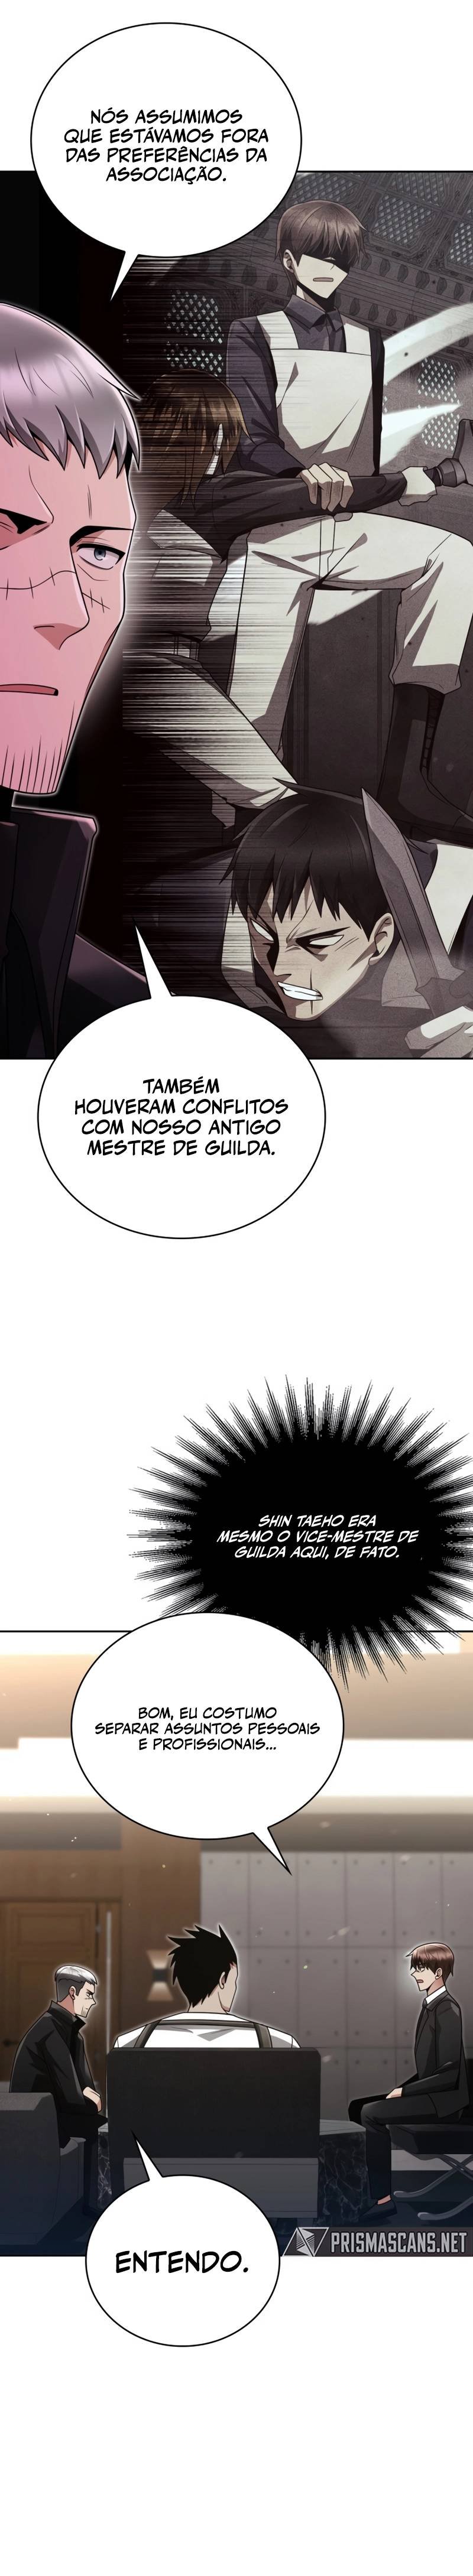 NÓS ASSUMIMOS
QUE ESTÁVAMOS FORA
DAS PREFERÊNCIAS DA
ASSOCIAÇÃO.
TAMBÉM
HOUVERAM CONFLITOS
COM NOSSO ANTIGO
MESTRE DE GUILDA.
SHIN TAEHO ERA
MESMO O VICE-MESTRE DE
GUILDA AQUI, DE FATO.
BOM, EU COSTUMO
SEPARAR ASSUNTOS PESSOAIS
E PROFISSIONAIS...
PRISMASCANS.NET
ENTENDO.